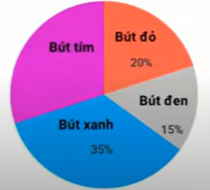 Bút tím
Bút đỏ
20%
Bút đen
15%
Bút xanh
35%